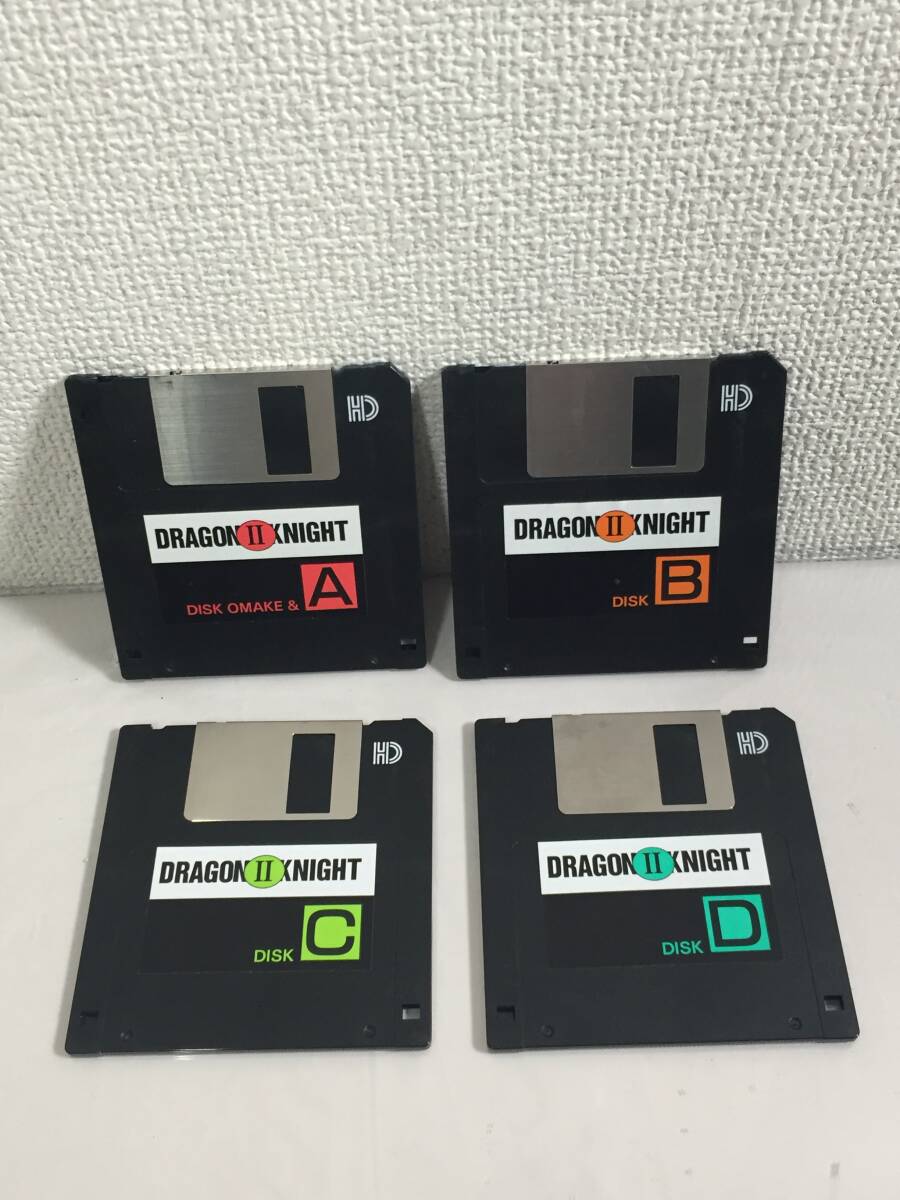 HD
DRAGON II KNIGHT
DISK OMAKE & A
HD
DRAGON II KNIGHT
DISK B
HD
DRAGON II KNIGHT
DISK C
HD
DRAGON II KNIGHT
DISK D